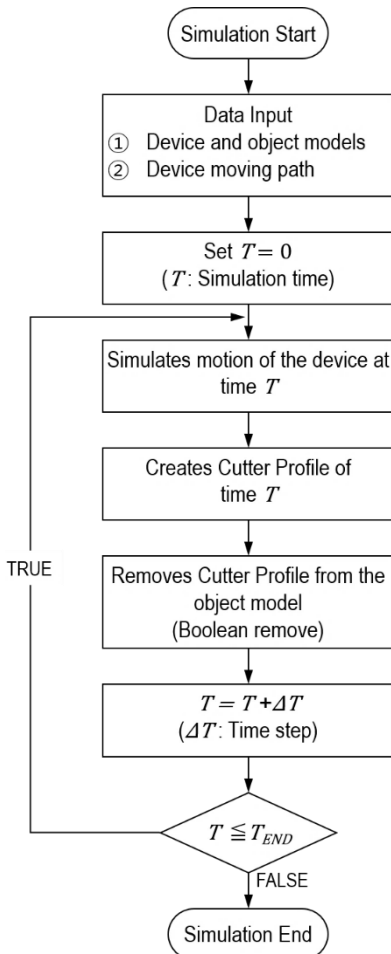 Simulation Start
Data Input
① Device and object models
② Device moving path
Set T = 0
(T: Simulation time)
Simulates motion of the device at
time T
Creates Cutter Profile of
time T
TRUE
Removes Cutter Profile from the
object model
(Boolean remove)
T = T+ΔT
(ΔT: Time step)
T ≦ T_END
FALSE
Simulation End